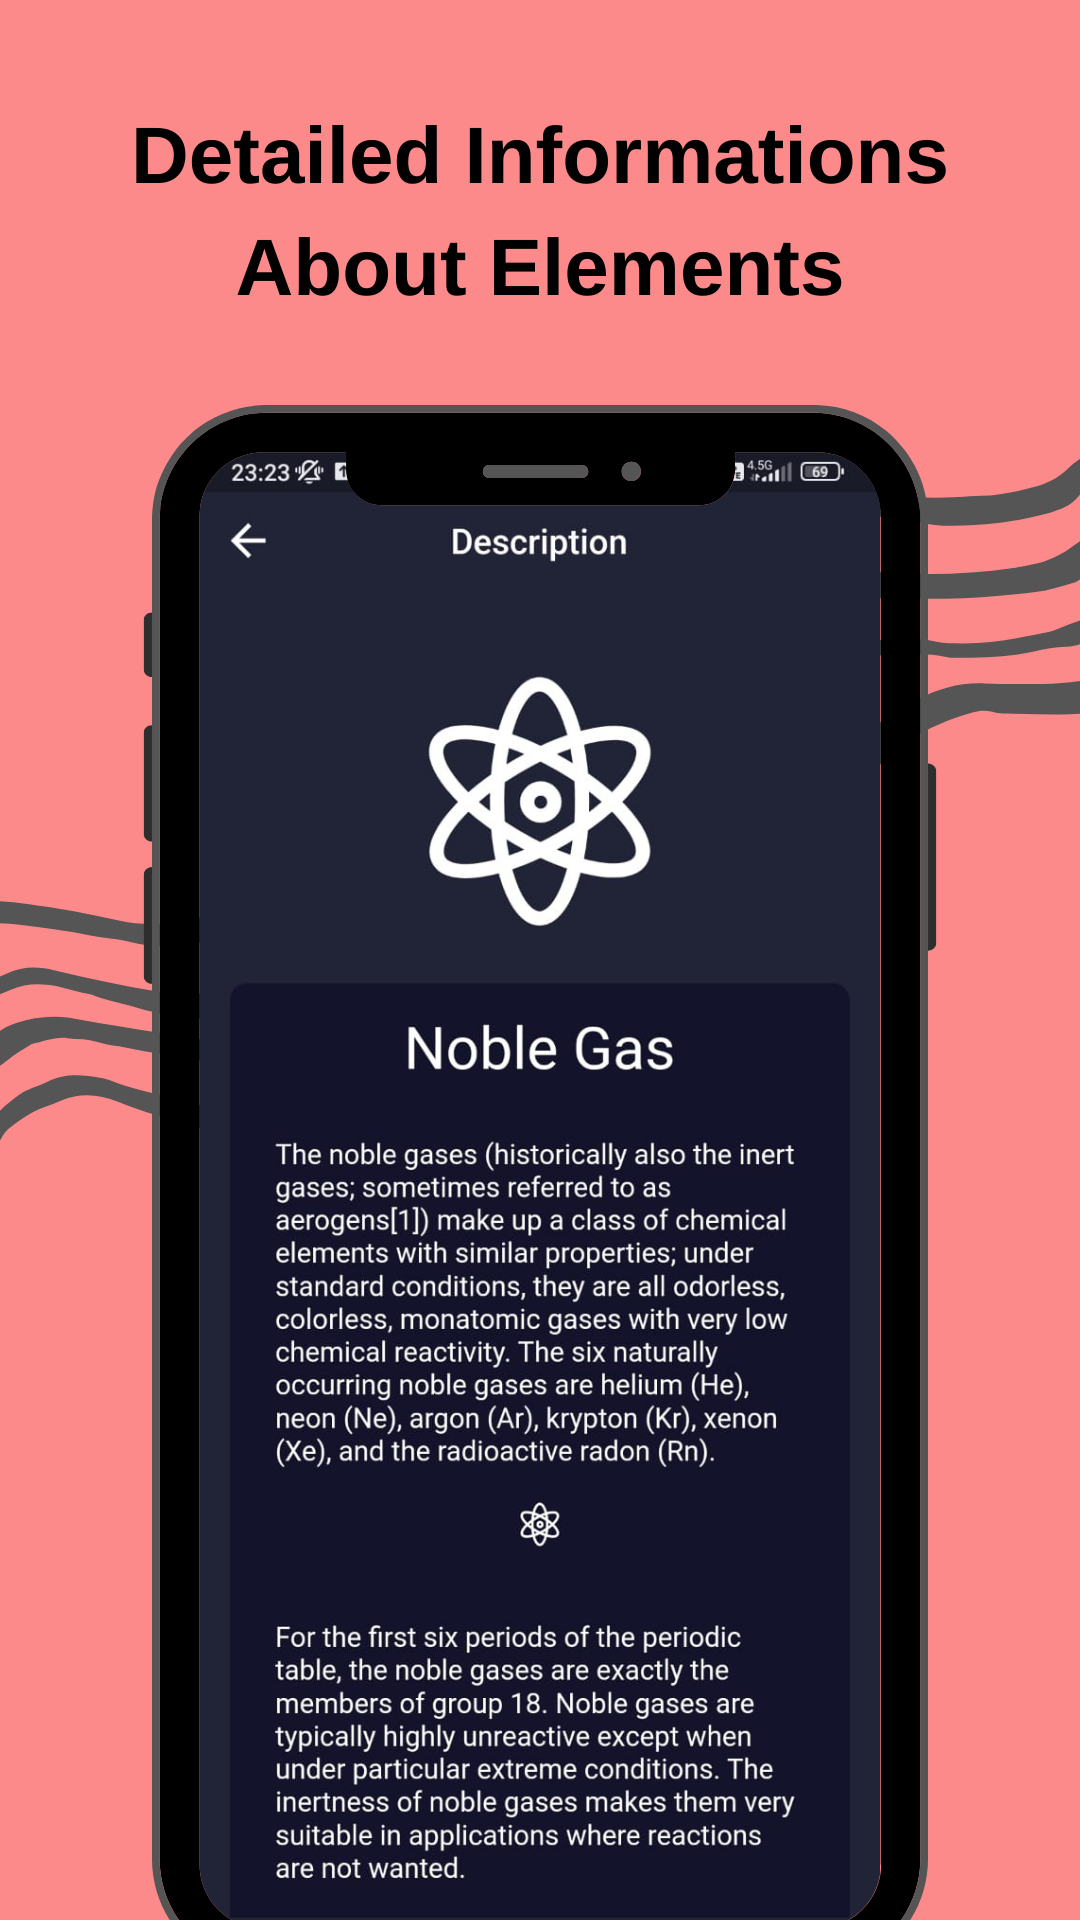 Detailed Informations
About Elements
23:23
4.5G
69
Description
Noble Gas
The noble gases (historically also the inert
gases; sometimes referred to as
aerogens[1]) make up a class of chemical
elements with similar properties; under
standard conditions, they are all odorless,
colorless, monatomic gases with very low
chemical reactivity. The six naturally
occurring noble gases are helium (He),
neon (Ne), argon (Ar), krypton (Kr), xenon
(Xe), and the radioactive radon (Rn).
For the first six periods of the periodic
table, the noble gases are exactly the
members of group 18. Noble gases are
typically highly unreactive except when
under particular extreme conditions. The
inertness of noble gases makes them very
suitable in applications where reactions
are not wanted.